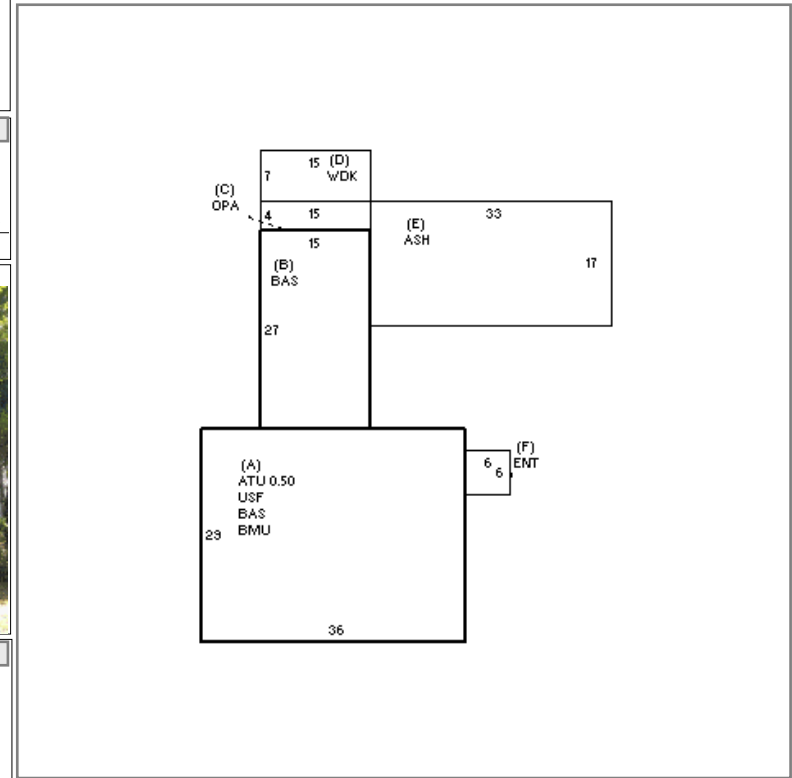 15 (D)
7 WDK
(C)
OPA
4 15
33
(E)
ASH
15
17
(B)
BAS
27
(F)
6 ENT
6
(A)
ATU 0.50
USF
BAS
BMU
29
36